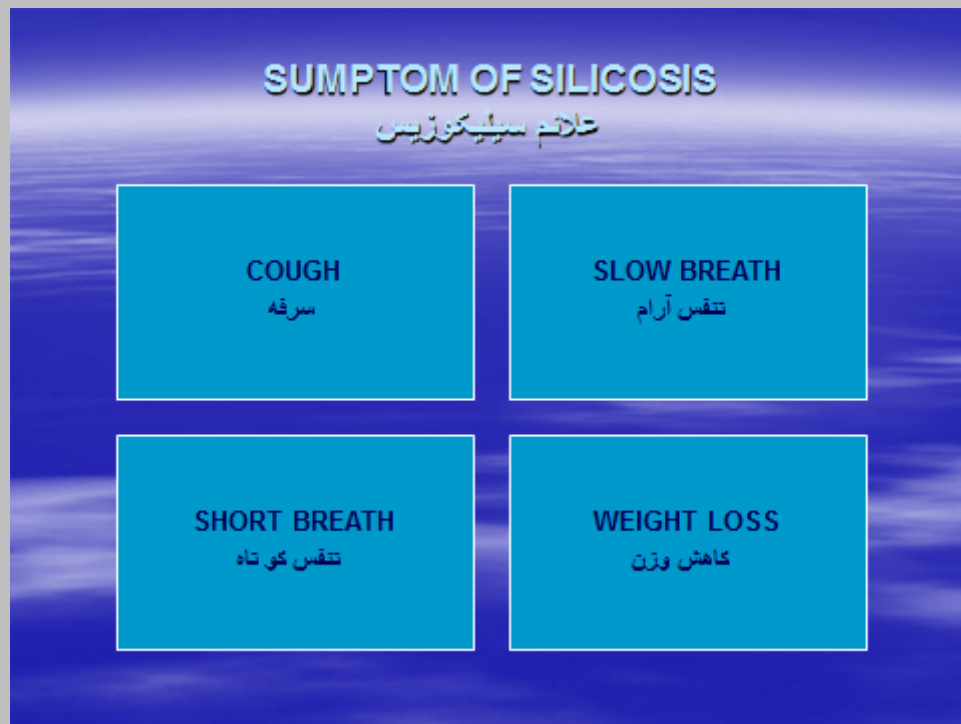 SUMPTOM OF SILICOSIS
علائم سیلیکوزیس
COUGH
سرفه
SLOW BREATH
تنفس آرام
SHORT BREATH
تنفس کو تاه
WEIGHT LOSS
کاهش وزن